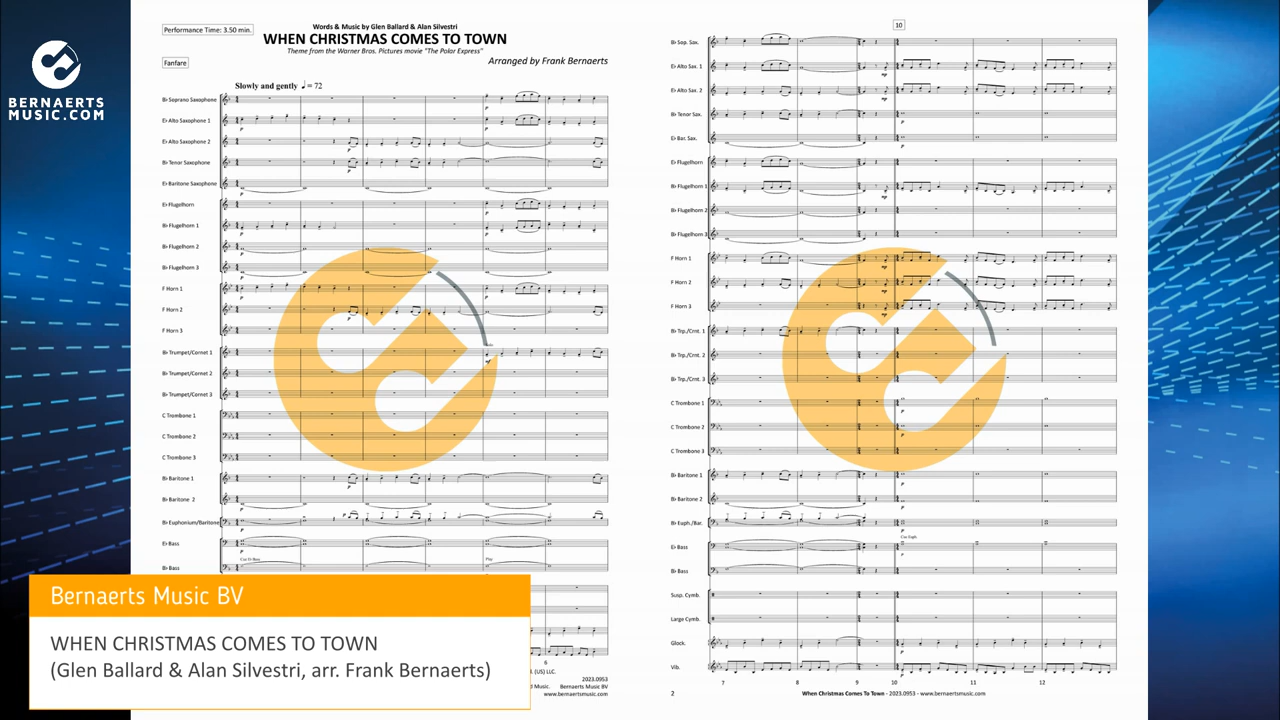 BERNAERTS
MUSIC.COM
Performance Time: 3.50 min.
Words & Music by Glen Ballard & Alan Silvestri
WHEN CHRISTMAS COMES TO TOWN
Theme from the Warner Bros. Pictures movie "The Polar Express"
Arranged by Frank Bernaerts
Fanfare
Slowly and gently ♩ = 72
B♭ Soprano Saxophone
E♭ Alto Saxophone 1
E♭ Alto Saxophone 2
B♭ Tenor Saxophone
E♭ Baritone Saxophone
E♭ Flugelhorn
B♭ Flugelhorn 1
B♭ Flugelhorn 2
B♭ Flugelhorn 3
F Horn 1
F Horn 2
F Horn 3
B♭ Trumpet/Cornet 1
B♭ Trumpet/Cornet 2
B♭ Trumpet/Cornet 3
C Trombone 1
C Trombone 2
C Trombone 3
B♭ Baritone 1
B♭ Baritone 2
B♭ Euphonium/Baritone
E♭ Bass
B♭ Bass
Play
6
(US) LLC.
2023.0953
Music.
Bernaerts Music BV
www.bernaertsmusic.com
10
B♭ Sop. Sax.
E♭ Alto Sax. 1
E♭ Alto Sax. 2
B♭ Tenor Sax.
E♭ Bar. Sax.
E♭ Flugelhorn
B♭ Flugelhorn 1
B♭ Flugelhorn 2
B♭ Flugelhorn 3
F Horn 1
F Horn 2
F Horn 3
B♭ Trp./Crnt. 1
B♭ Trp./Crnt. 2
B♭ Trp./Crnt. 3
C Trombone 1
C Trombone 2
C Trombone 3
B♭ Baritone 1
B♭ Baritone 2
B♭ Euph./Bar.
E♭ Bass
B♭ Bass
Susp. Cymb.
Large Cymb.
Glock.
Vib.
7 8 9 10 11 12
2
When Christmas Comes To Town - 2023.0953 - www.bernaertsmusic.com
Bernaerts Music BV
WHEN CHRISTMAS COMES TO TOWN
(Glen Ballard & Alan Silvestri, arr. Frank Bernaerts)